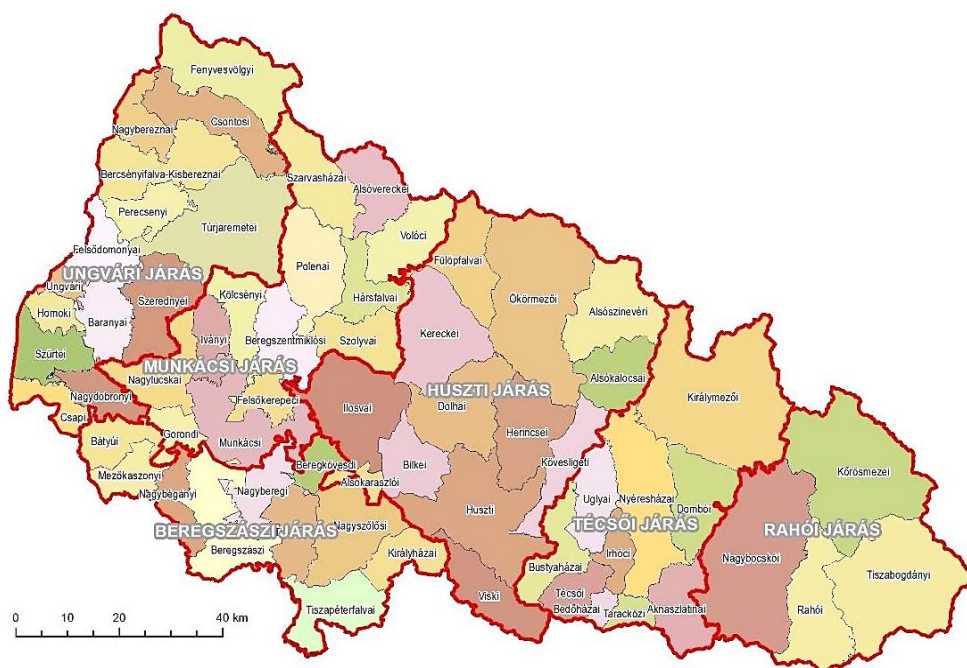 Fenyvesvölgyi
Csontosi
Nagybereznai
Bercsényifalva-Kisbereznai
Szarvasházai
Alsóvereckei
Perecsenyi
Túrjaremetei
Volóci
Felsődomonyai
Polenai
Fülöpfalvai
UNGVÁRI JÁRÁS
Ungvári
Szerednyei
Kölcsényi
Hársfalvai
Ökörmezői
Homoki
Baranyai
Alsószinevéri
Iványi
Beregszentmiklósi
Szolyvai
Kereckei
Szürtei
MUNKÁCSI JÁRÁS
Alsókalocsai
Nagydobronyi
Nagyluckai
Felsőkerepeci
Ilosvai
HUSZTI JÁRÁS
Dolhai
Királymezői
Csapi
Bátyúi
Gorondi
Munkácsi
Herincsei
Kőrösmezei
Mezőkaszonyi
Beregkövesdi
Bilkei
Kövesligeti
Nagybégányi
Nagyberegi
Alsókaraszlói
Uglyai
Nyéresházai
Dombói
BEREGSZÁSZI JÁRÁS
Nagyszőlősi
Huszti
TÉCSŐI JÁRÁS
RAHÓI JÁRÁS
Beregszászi
Királyházai
Irhóci
Nagybocskói
Bustyaházai
Tiszabogdányi
Tiszapéterfalvai
Viski
Técsői
Bedőházai
Taracközi
Aknaszlatinai
Rahói
0 10 20 40 km